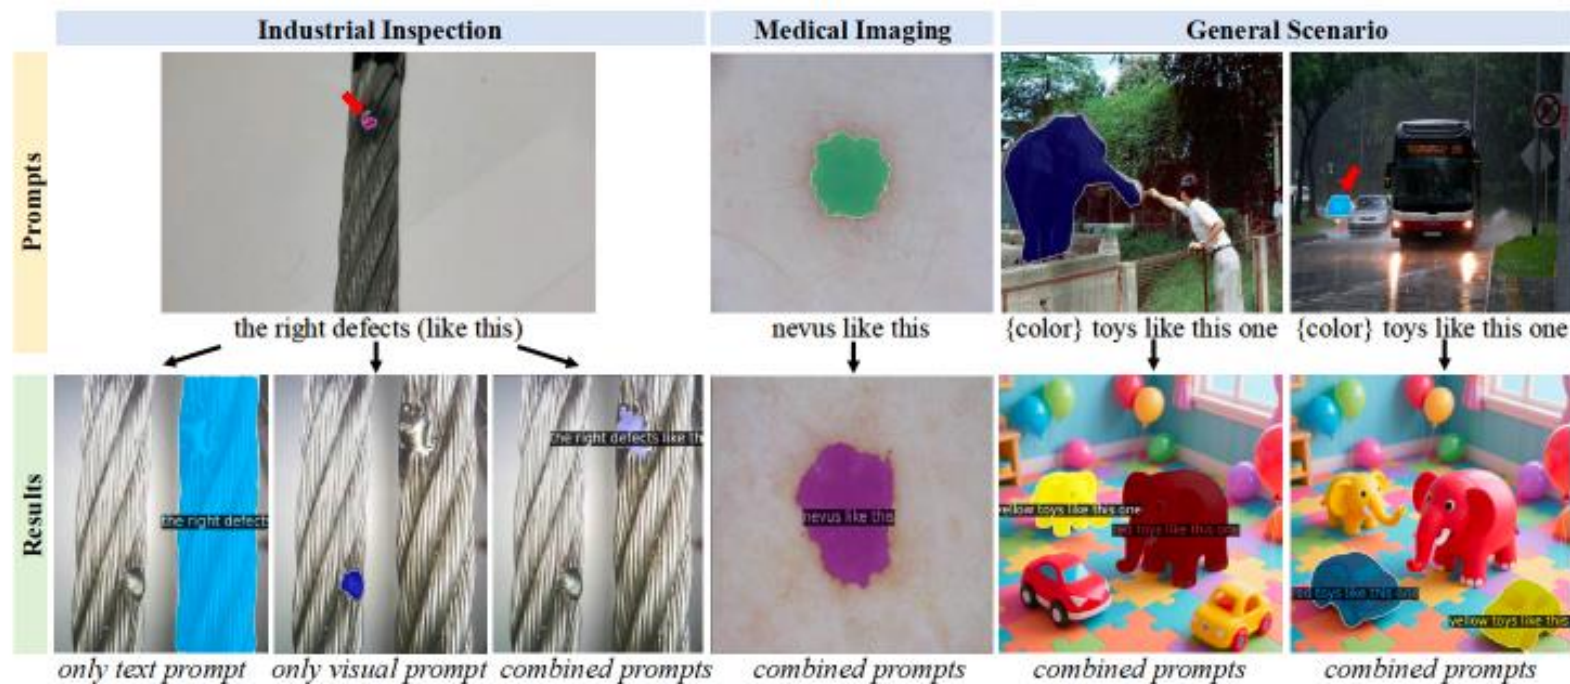 Industrial Inspection
Medical Imaging
General Scenario
Prompts
the right defects (like this)
nevus like this
{color} toys like this one
{color} toys like this one
Results
the right defects
the right defects like th
nevus like this
yellow toys like this one
red toys like this one
red toys like this one
yellow toys like this
only text prompt
only visual prompt
combined prompts
combined prompts
combined prompts
combined prompts